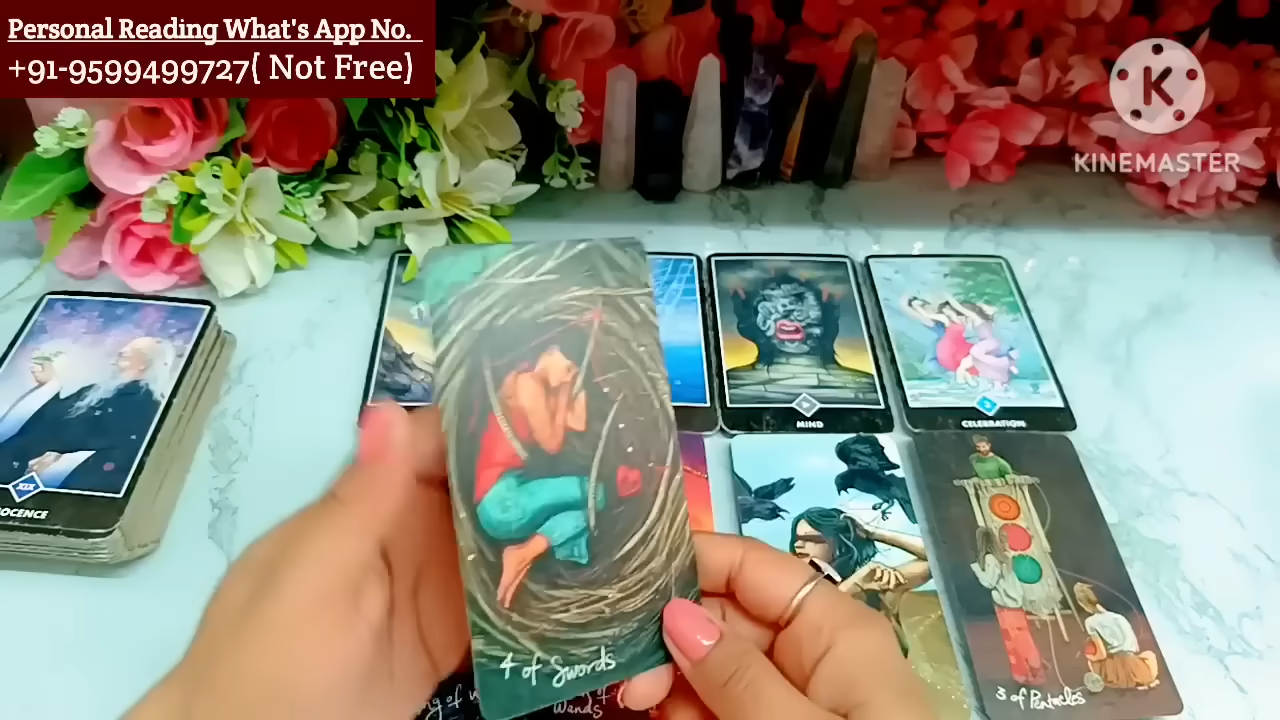 Personal Reading What's App No.
+91-9599499727( Not Free)
K
KINEMASTER
MIND
CELEBRATION
XIX
OCENCE
4 of Swords
3 of Pentacles
Wands